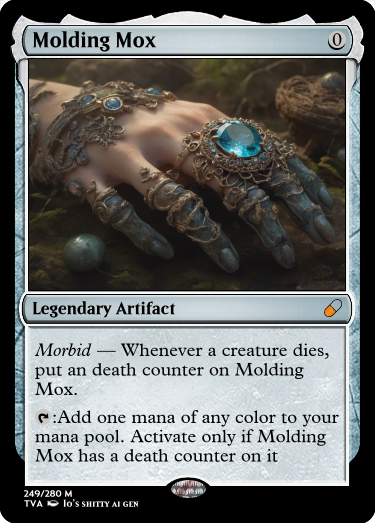 Molding Mox 0
Legendary Artifact
Morbid — Whenever a creature dies,
put an death counter on Molding
Mox.
:Add one mana of any color to your
mana pool. Activate only if Molding
Mox has a death counter on it
249/280 M
TVA Io's shitty ai gen